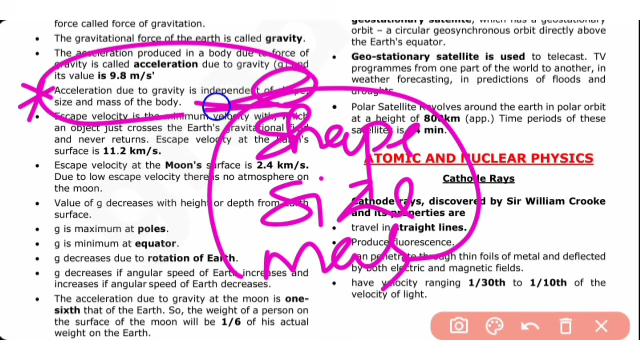 force called force of gravitation.
• The gravitational force of the earth is called gravity.
• The acceleration produced in a body due to force of
gravity is called acceleration due to gravity (g) and
its value is 9.8 m/s'
Acceleration due to gravity is independent of shape,
size and mass of the body.
Escape velocity is the minimum velocity with which
an object just crosses the Earth's gravitational field
and never returns. Escape velocity at the Earth's
surface is 11.2 km/s.
• Escape velocity at the Moon's surface is 2.4 km/s.
Due to low escape velocity there is no atmosphere on
the moon.
• Value of g decreases with height or depth from earth
surface.
• g is maximum at poles.
• g is minimum at equator.
• g decreases due to rotation of Earth.
• g decreases if angular speed of Earth increases and
increases if angular speed of Earth decreases.
• The acceleration due to gravity at the moon is one-
sixth that of the Earth. So, the weight of a person on
the surface of the moon will be 1/6 of his actual
weight on the Earth.
shape
size
mass
geostationary satellite, which has a geostationary
orbit – a circular geosynchronous orbit directly above
the Earth's equator.
• Geo-stationary satellite is used to telecast. TV
programmes from one part of the world to another, in
weather forecasting, in predictions of floods and
droughts.
• Polar Satellite Revolves around the earth in polar orbit
at a height of 800km (app.) Time periods of these
satellites is min.
ATOMIC AND NUCLEAR PHYSICS
Cathode Rays
Cathode rays, discovered by Sir William Crooke
and its properties are
• travel in straight lines.
• Produce fluorescence.
• can penetrate through thin foils of metal and deflected
by both electric and magnetic fields.
• have velocity ranging 1/30th to 1/10th of the
velocity of light.